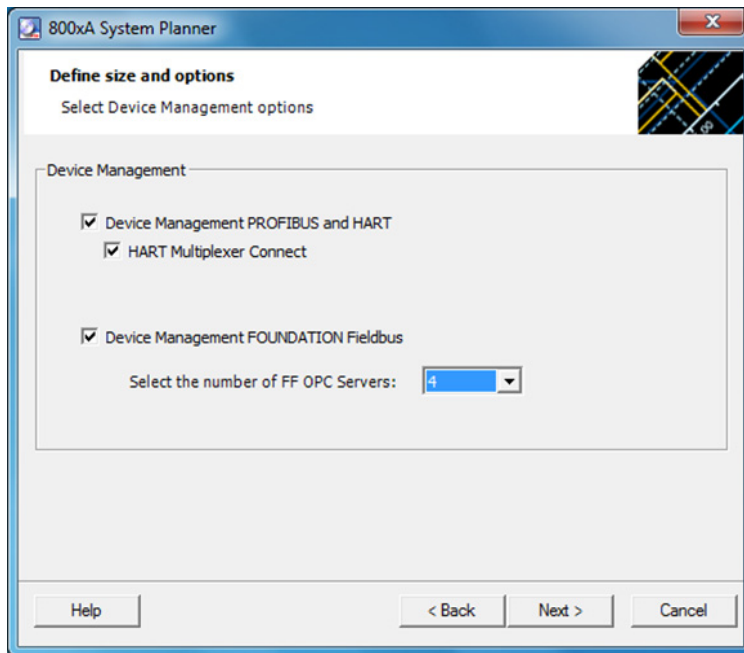 800xA System Planner
Define size and options
Select Device Management options
Device Management
Device Management PROFIBUS and HART
HART Multiplexer Connect
Device Management FOUNDATION Fieldbus
Select the number of FF OPC Servers: 4
Help < Back Next > Cancel